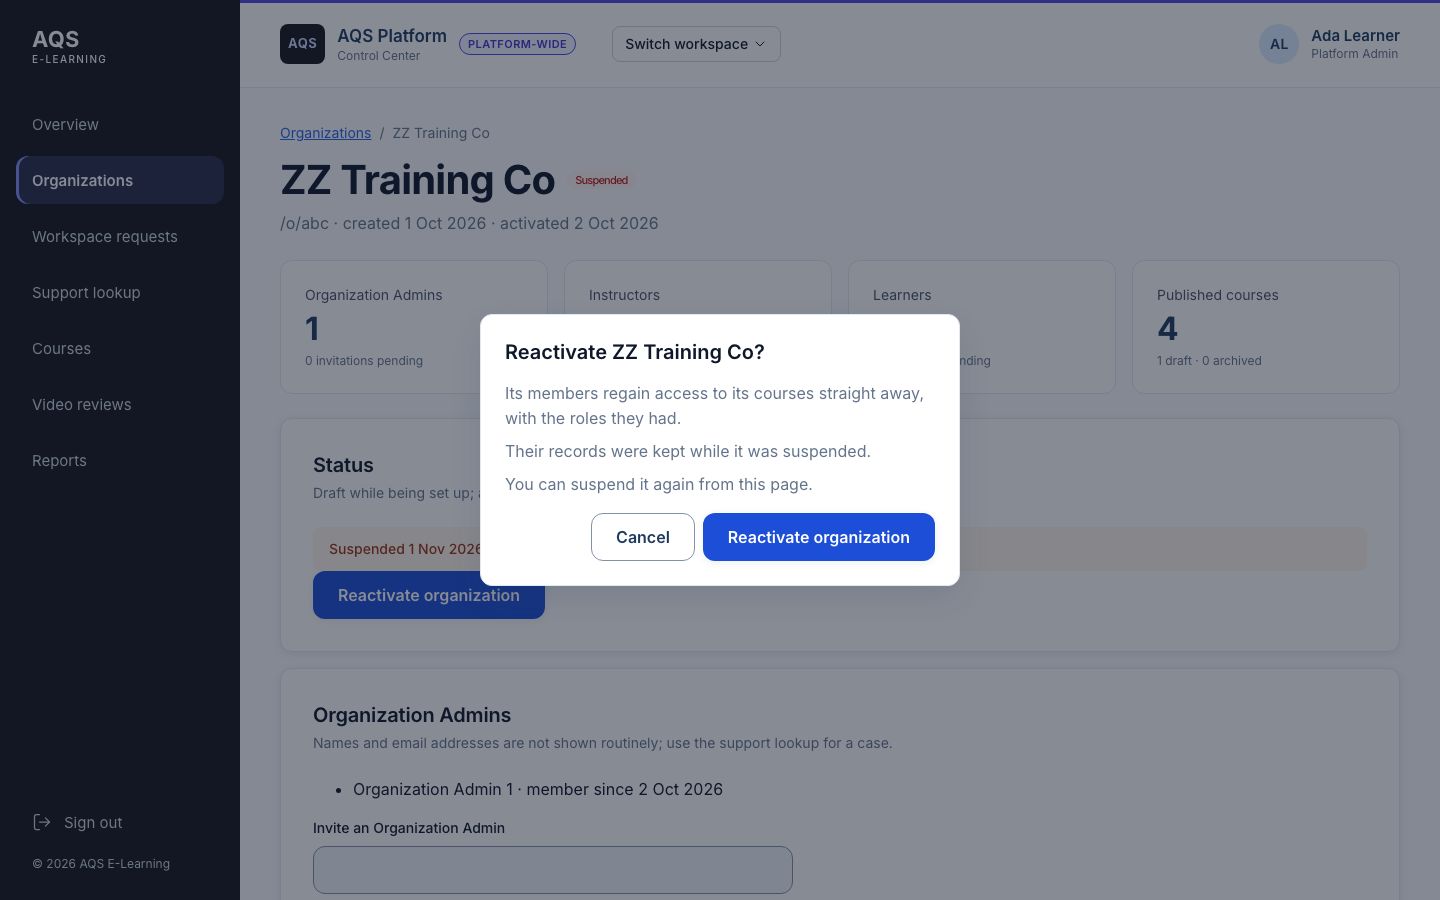 AQS
E-LEARNING
Overview
Organizations
Workspace requests
Support lookup
Courses
Video reviews
Reports
Sign out
© 2026 AQS E-Learning
AQS
AQS Platform
Control Center
PLATFORM-WIDE
Switch workspace
AL
Ada Learner
Platform Admin
Organizations / ZZ Training Co
ZZ Training Co
Suspended
/o/abc · created 1 Oct 2026 · activated 2 Oct 2026
Organization Admins
1
0 invitations pending
Instructors
Learners
Published courses
4
1 draft · 0 archived
Reactivate ZZ Training Co?
Its members regain access to its courses straight away,
with the roles they had.
Their records were kept while it was suspended.
You can suspend it again from this page.
Cancel
Reactivate organization
Status
Draft while being set up;
Suspended 1 Nov 2026
Reactivate organization
Organization Admins
Names and email addresses are not shown routinely; use the support lookup for a case.
Organization Admin 1 · member since 2 Oct 2026
Invite an Organization Admin